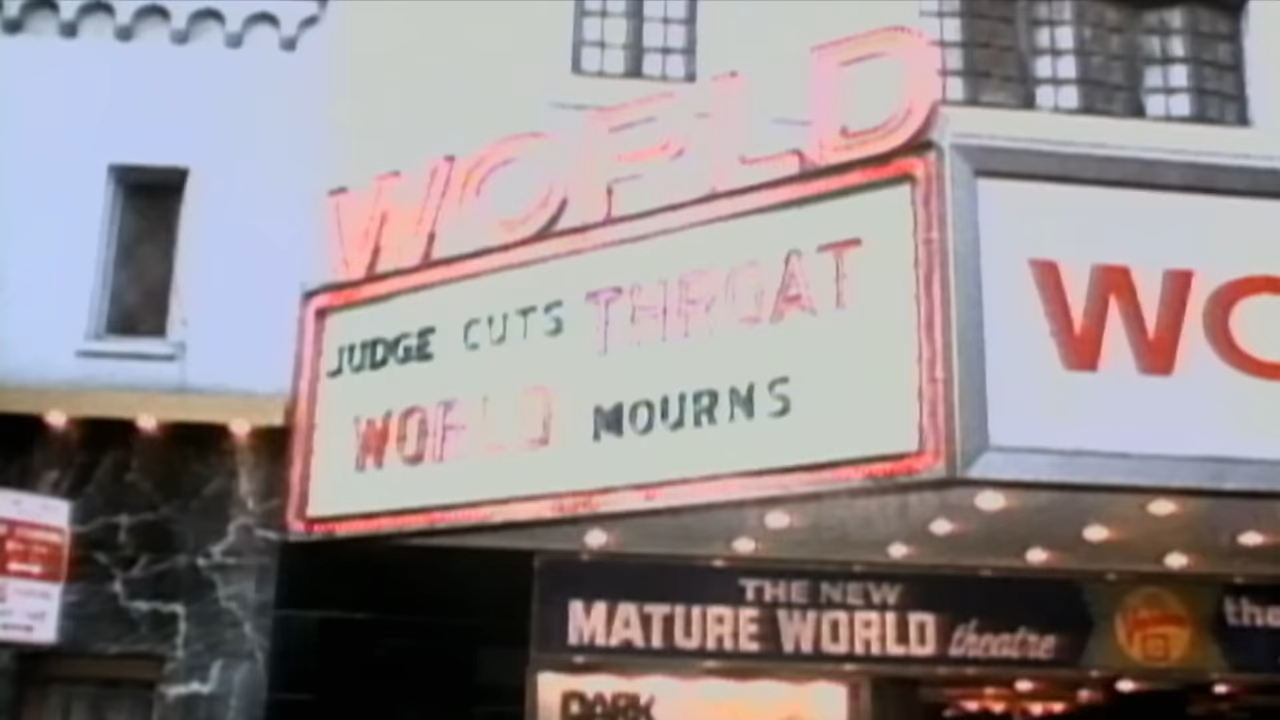 WORLD
JUDGE CUTS THROAT
WORLD MOURNS
WO
THE NEW
MATURE WORLD theatre
the
DARK